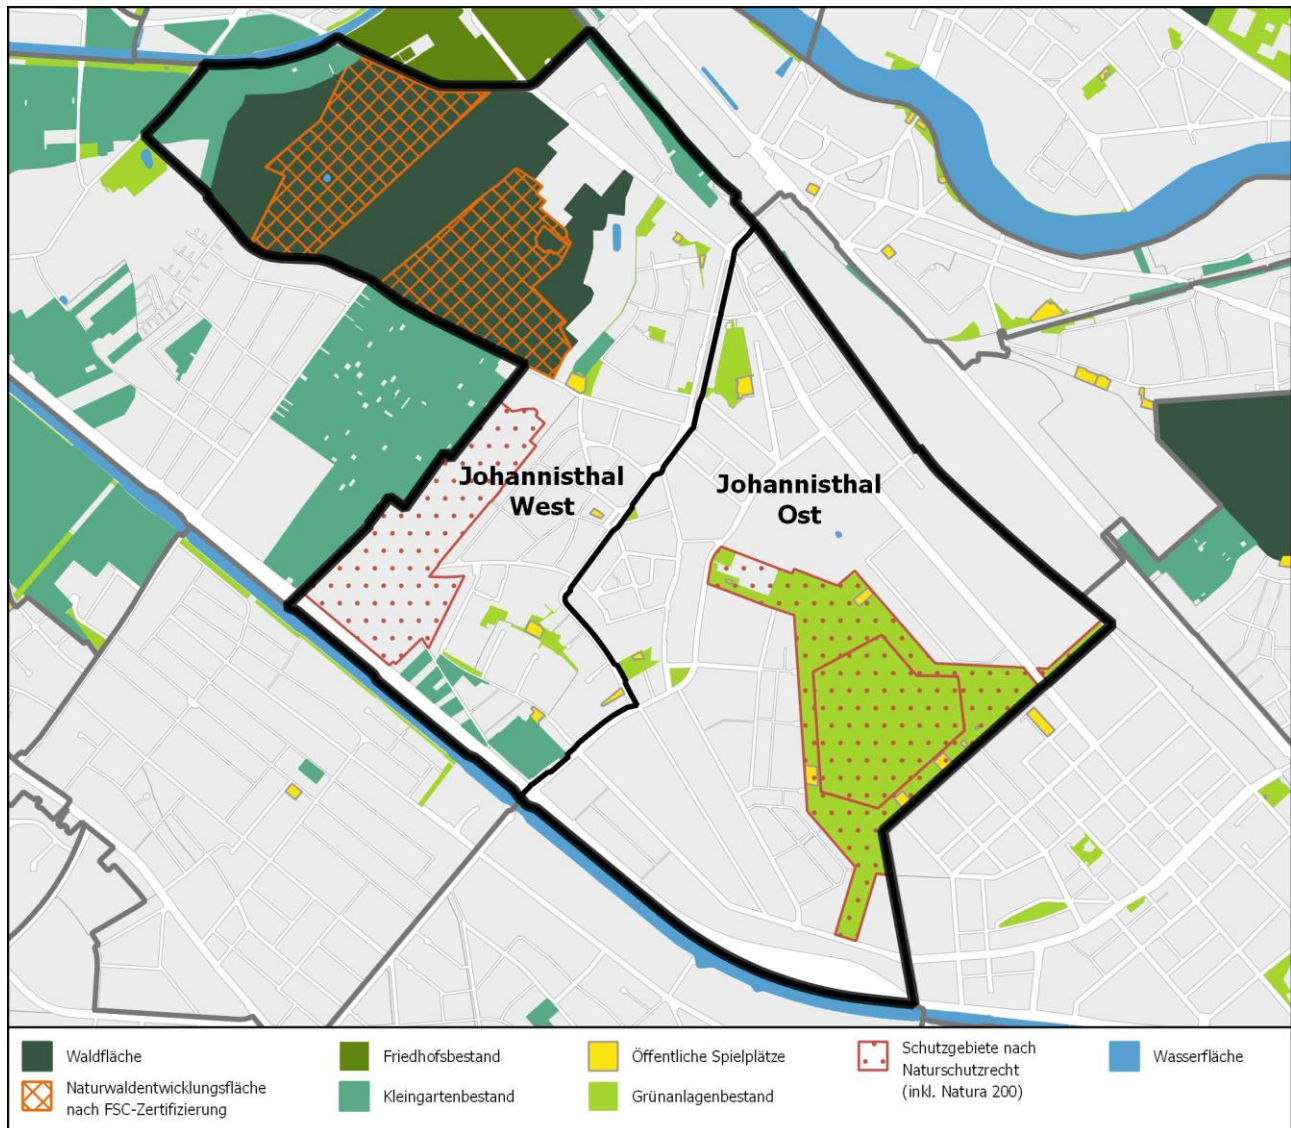 Johannisthal
West
Johannisthal
Ost
Waldfläche
Naturwaldentwicklungsfläche
nach FSC-Zertifizierung
Friedhofsbestand
Kleingartenbestand
Öffentliche Spielplätze
Grünanlagenbestand
Schutzgebiete nach
Naturschutzrecht
(inkl. Natura 200)
Wasserfläche